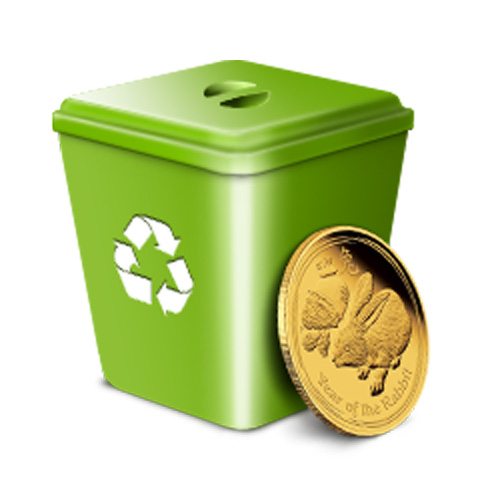 Year of the Rabbit